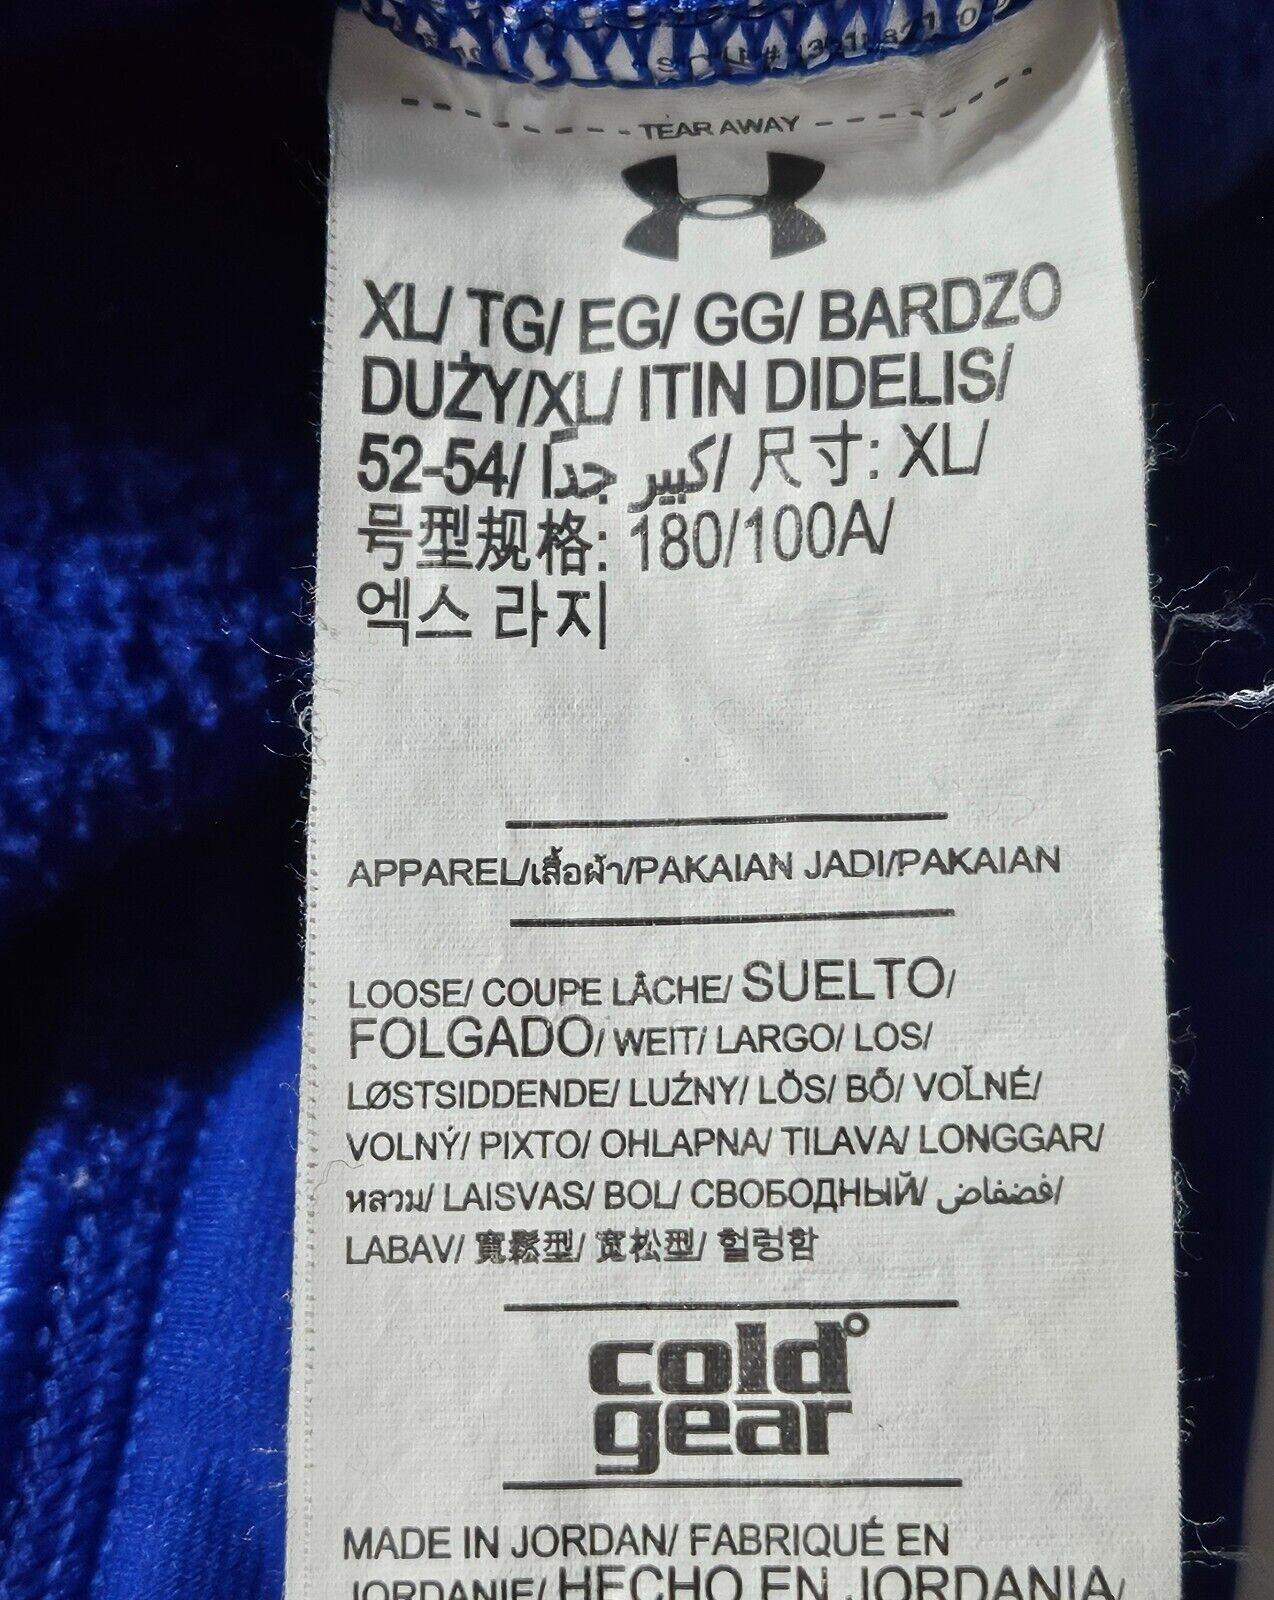 TEAR AWAY
XL/ TG/ EG/ GG/ BARDZO
DUŻY/XL/ ITIN DIDELIS/
52-54/ كبير جداً/ 尺寸: XL/
号型规格: 180/100A/
엑스 라지
APPAREL/เสื้อผ้า/PAKAIAN JADI/PAKAIAN
LOOSE/ COUPE LÂCHE/ SUELTO/
FOLGADO/ WEIT/ LARGO/ LOS/
LØSTSIDDENDE/ LUŹNY/ LÖS/ BŐ/ VOĽNÉ/
VOLNÝ/ PIXTO/ OHLAPNA/ TILAVA/ LONGGAR/
หลวม/ LAISVAS/ BOL/ СВОБОДНЫЙ/ فضفاض/
LABAV/ 寬鬆型/ 宽松型/ 헐렁함
cold
gear
MADE IN JORDAN/ FABRIQUÉ EN
JORDANIE/ HECHO EN JORDANIA/